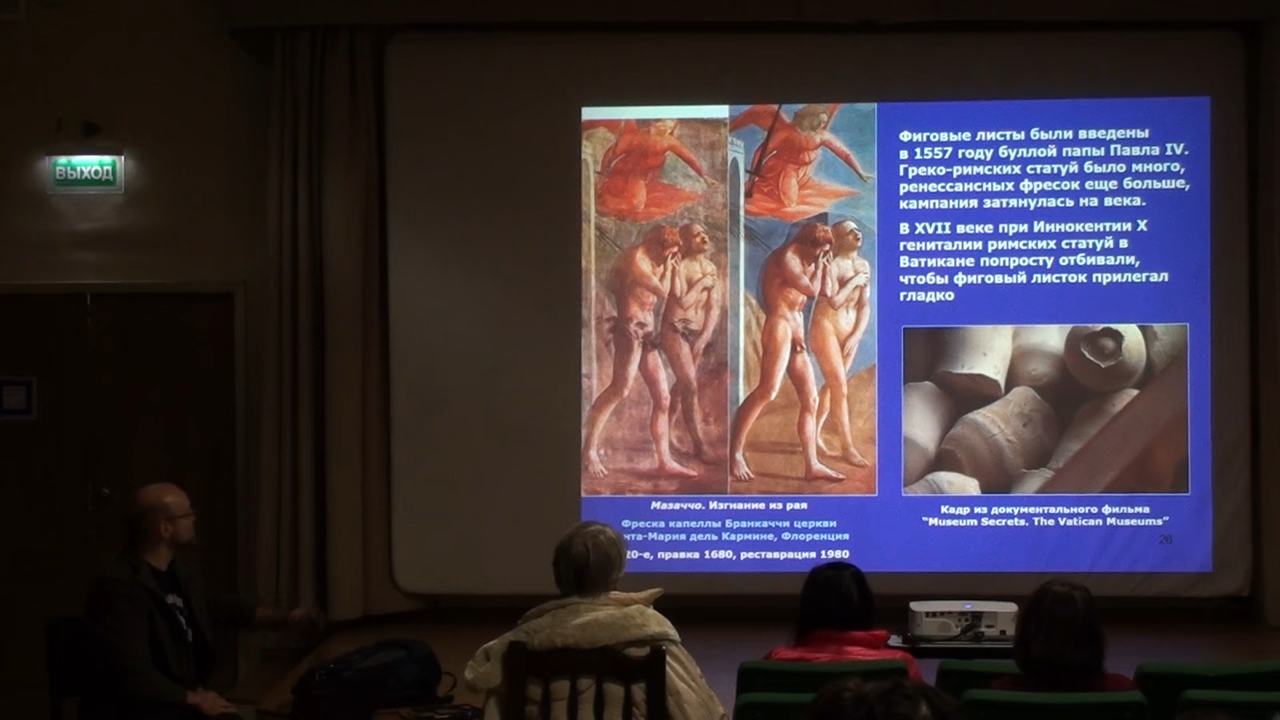 ВЫХОД
Фиговые листы были введены
в 1557 году буллой папы Павла IV.
Греко-римских статуй было много,
ренессансных фресок еще больше,
кампания затянулась на века.
В XVII веке при Иннокентии X
гениталии римских статуй в
Ватикане попросту отбивали,
чтобы фиговый листок прилегал
гладко
Мазаччо. Изгнание из рая
Фреска капеллы Бранкаччи церкви
дель Кармине, Флоренция
правка 1680, реставрация 1980
Кадр из документального фильма
“Museum Secrets. The Vatican Museums”
26